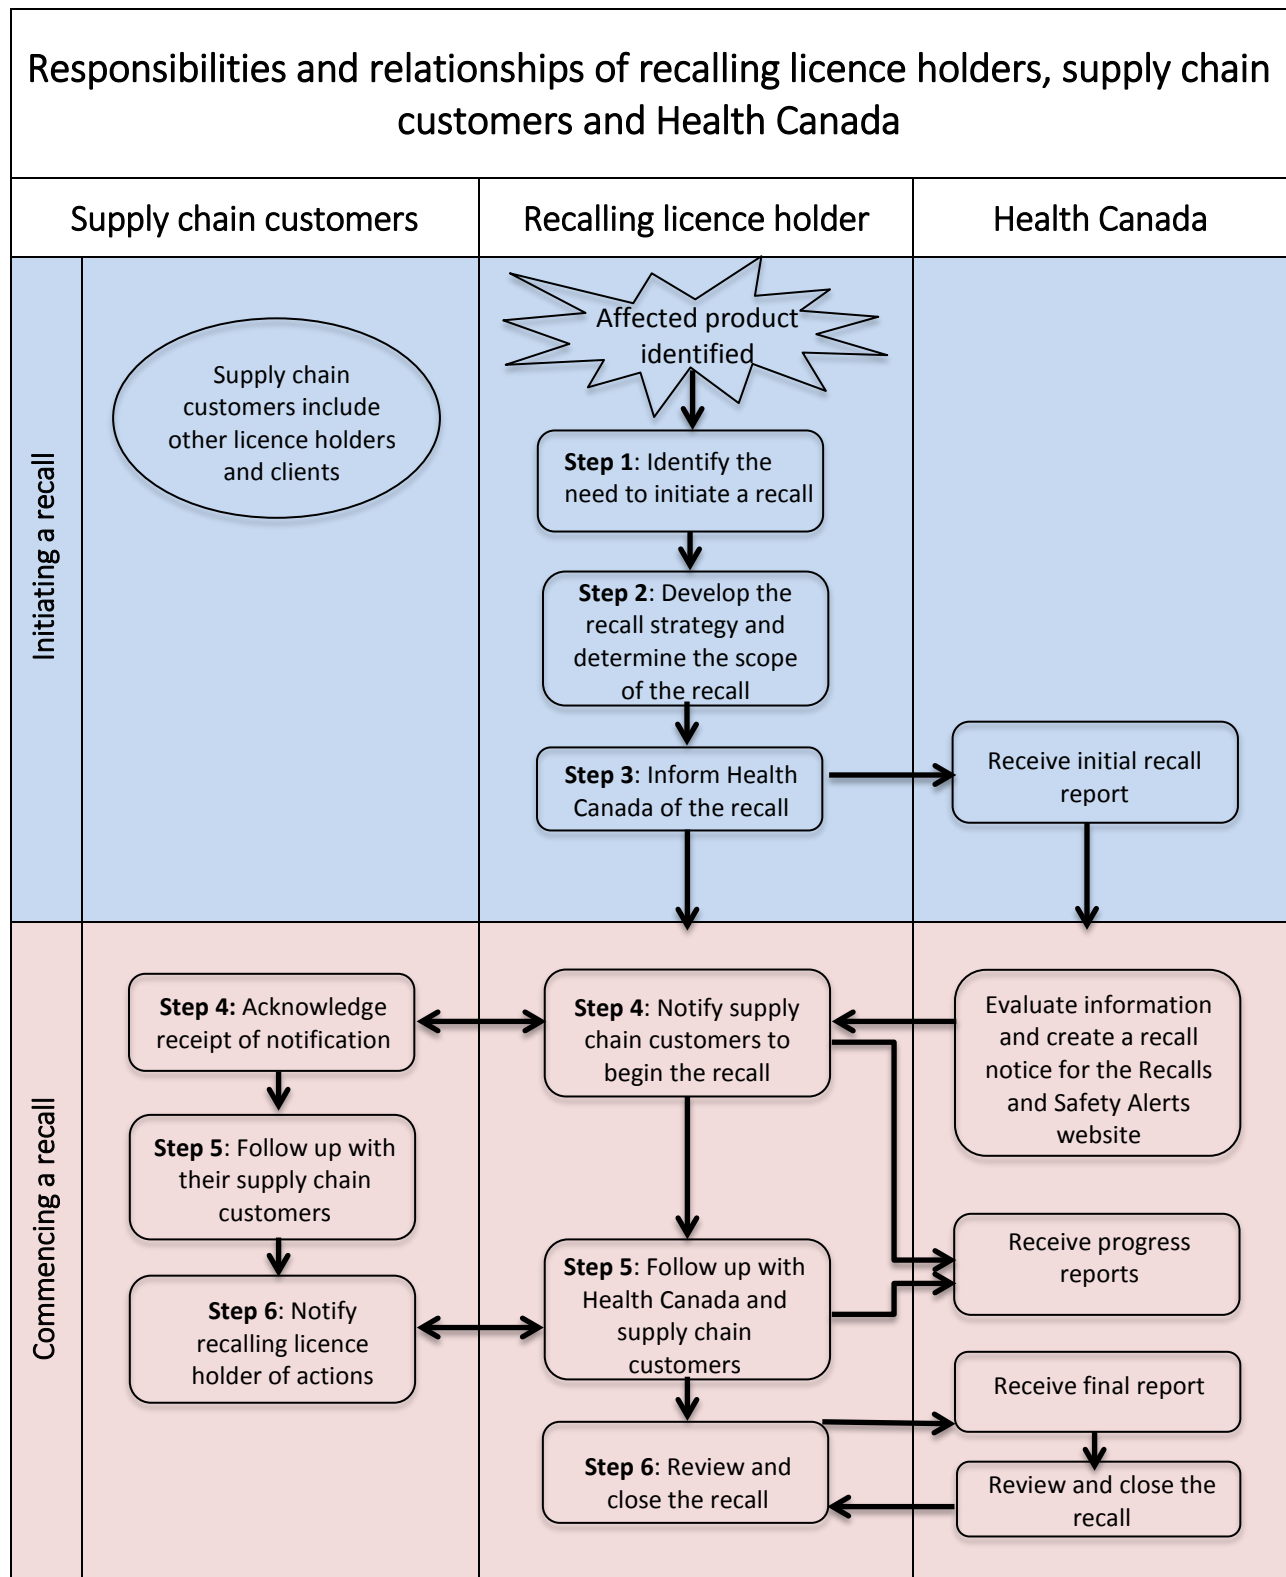 Responsibilities and relationships of recalling licence holders, supply chain
customers and Health Canada
Supply chain customers
Recalling licence holder
Health Canada
Initiating a recall
Supply chain
customers include
other licence holders
and clients
Affected product
identified
Step 1: Identify the
need to initiate a recall
Step 2: Develop the
recall strategy and
determine the scope
of the recall
Step 3: Inform Health
Canada of the recall
Receive initial recall
report
Commencing a recall
Step 4: Acknowledge
receipt of notification
Step 5: Follow up with
their supply chain
customers
Step 6: Notify
recalling licence
holder of actions
Step 4: Notify supply
chain customers to
begin the recall
Step 5: Follow up with
Health Canada and
supply chain
customers
Step 6: Review and
close the recall
Evaluate information
and create a recall
notice for the Recalls
and Safety Alerts
website
Receive progress
reports
Receive final report
Review and close the
recall